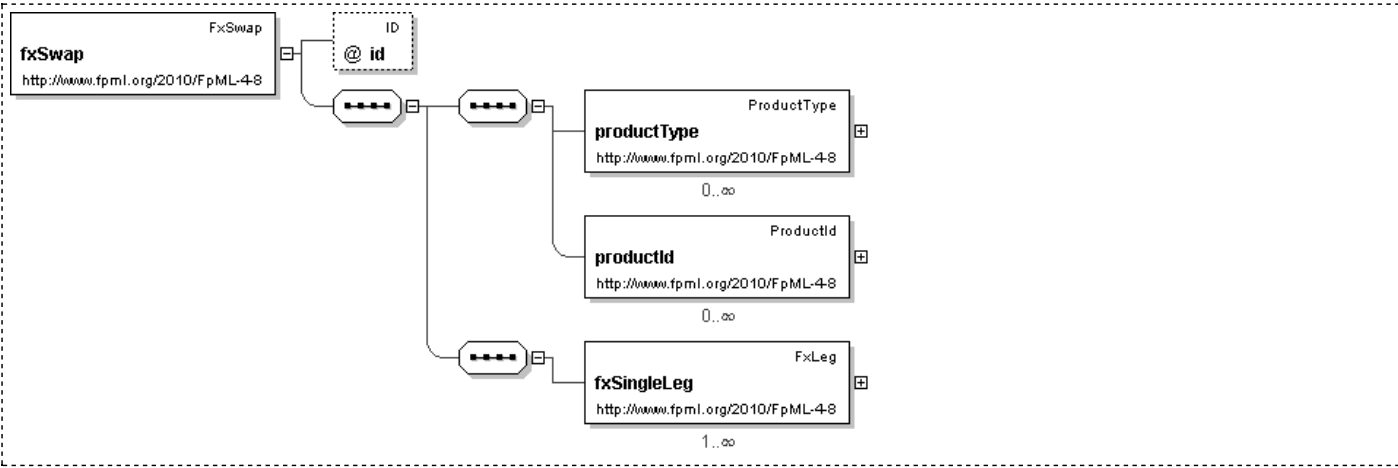 FxSwap
fxSwap
http://www.fpml.org/2010/FpML-4-8
ID
@ id
ProductType
productType
http://www.fpml.org/2010/FpML-4-8
0..∞
ProductId
productId
http://www.fpml.org/2010/FpML-4-8
0..∞
FxLeg
fxSingleLeg
http://www.fpml.org/2010/FpML-4-8
1..∞